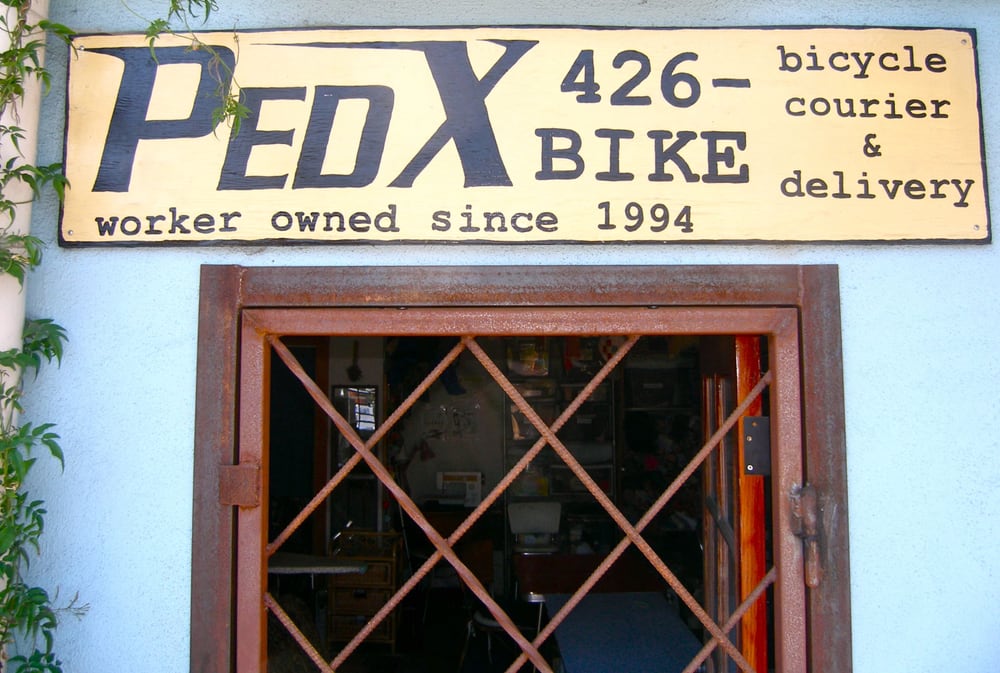 PEDX
426-
BIKE
bicycle
courier
&
delivery
worker owned since 1994